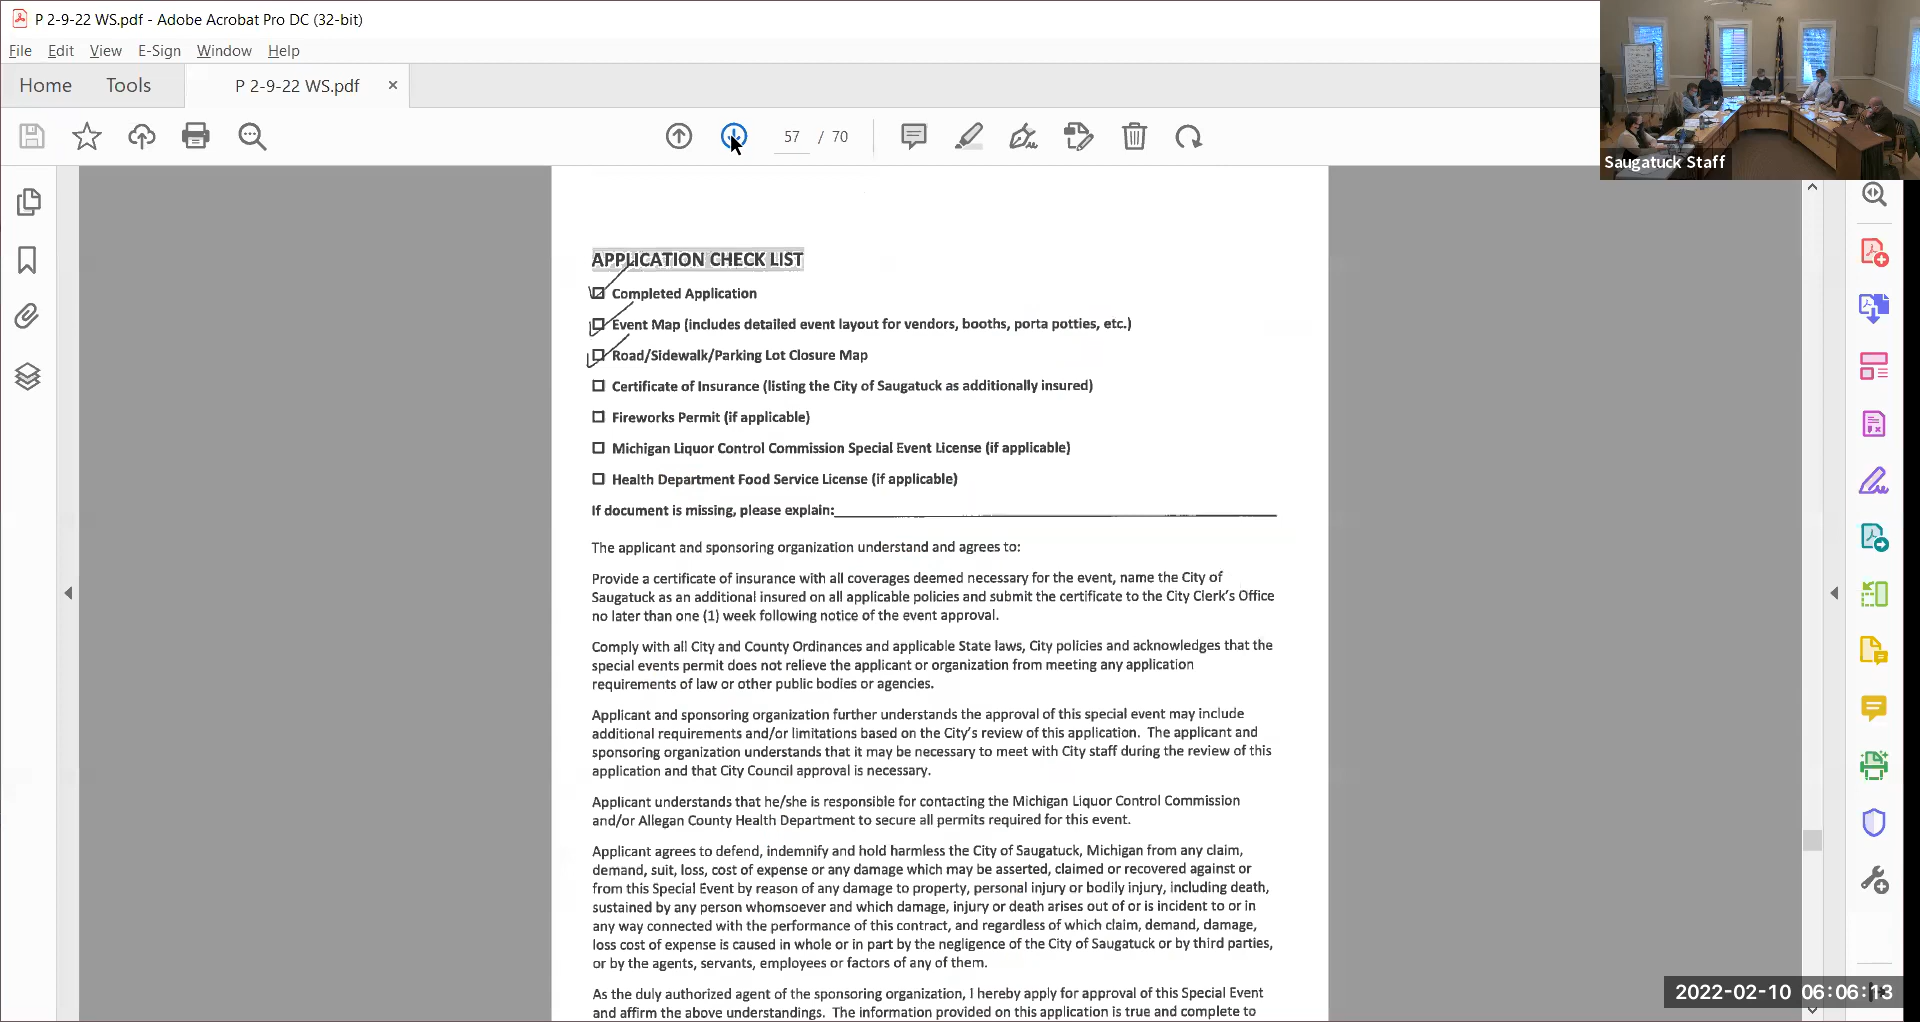 P 2-9-22 WS.pdf - Adobe Acrobat Pro DC (32-bit)
File Edit View E-Sign Window Help
Home Tools P 2-9-22 WS.pdf ×
57 / 70
Saugatuck Staff
APPLICATION CHECK LIST
Completed Application
Event Map (includes detailed event layout for vendors, booths, porta potties, etc.)
Road/Sidewalk/Parking Lot Closure Map
Certificate of Insurance (listing the City of Saugatuck as additionally insured)
Fireworks Permit (if applicable)
Michigan Liquor Control Commission Special Event License (if applicable)
Health Department Food Service License (if applicable)
If document is missing, please explain:
The applicant and sponsoring organization understand and agrees to:
Provide a certificate of insurance with all coverages deemed necessary for the event, name the City of
Saugatuck as an additional insured on all applicable policies and submit the certificate to the City Clerk's Office
no later than one (1) week following notice of the event approval.
Comply with all City and County Ordinances and applicable State laws, City policies and acknowledges that the
special events permit does not relieve the applicant or organization from meeting any application
requirements of law or other public bodies or agencies.
Applicant and sponsoring organization further understands the approval of this special event may include
additional requirements and/or limitations based on the City's review of this application. The applicant and
sponsoring organization understands that it may be necessary to meet with City staff during the review of this
application and that City Council approval is necessary.
Applicant understands that he/she is responsible for contacting the Michigan Liquor Control Commission
and/or Allegan County Health Department to secure all permits required for this event.
Applicant agrees to defend, indemnify and hold harmless the City of Saugatuck, Michigan from any claim,
demand, suit, loss, cost of expense or any damage which may be asserted, claimed or recovered against or
from this Special Event by reason of any damage to property, personal injury or bodily injury, including death,
sustained by any person whomsoever and which damage, injury or death arises out of or is incident to or in
any way connected with the performance of this contract, and regardless of which claim, demand, damage,
loss cost of expense is caused in whole or in part by the negligence of the City of Saugatuck or by third parties,
or by the agents, servants, employees or factors of any of them.
As the duly authorized agent of the sponsoring organization, I hereby apply for approval of this Special Event
and affirm the above understandings. The information provided on this application is true and complete to
2022-02-10 06:06:13